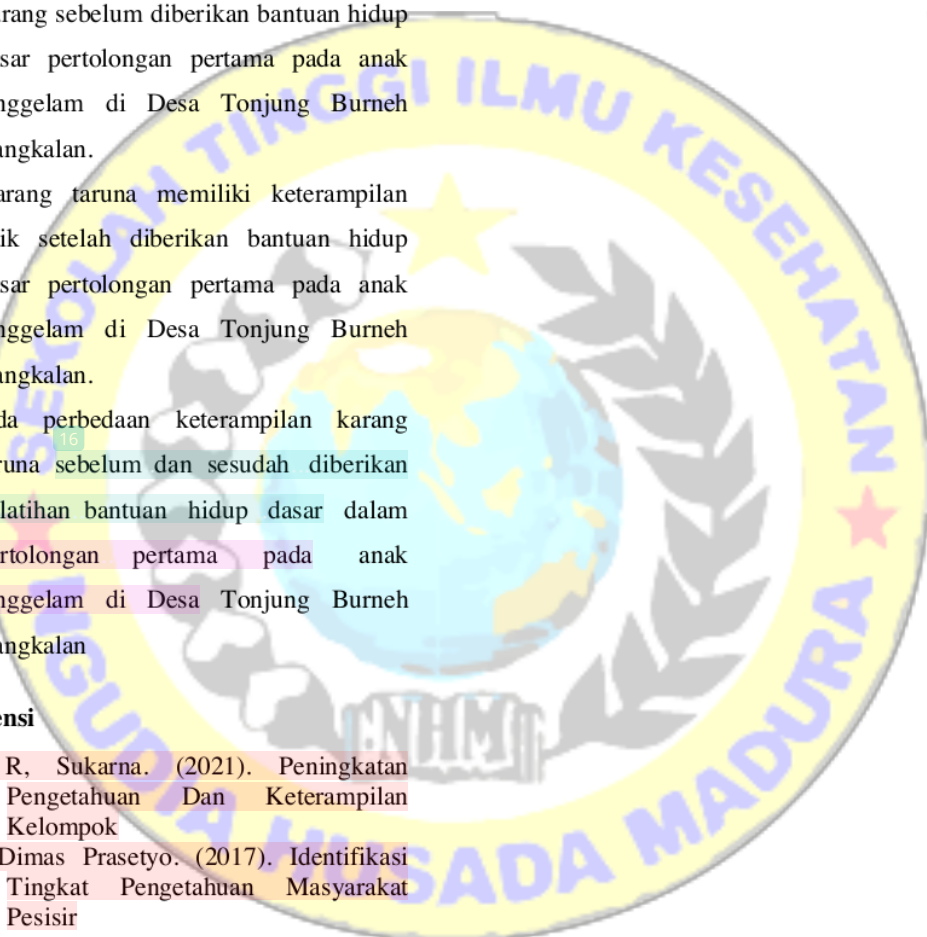 rang sebelum diberikan bantuan hidup
sar pertolongan pertama pada anak
nggelam di Desa Tonjung Burneh
angkalan.
arang taruna memiliki keterampilan
ik setelah diberikan bantuan hidup
sar pertolongan pertama pada anak
nggelam di Desa Tonjung Burneh
angkalan.
da perbedaan keterampilan karang
16
runa sebelum dan sesudah diberikan
latihan bantuan hidup dasar dalam
rtolongan pertama pada anak
nggelam di Desa Tonjung Burneh
angkalan
ensi
R, Sukarna. (2021). Peningkatan
Pengetahuan Dan Keterampilan
Kelompok
Dimas Prasetyo. (2017). Identifikasi
Tingkat Pengetahuan Masyarakat
Pesisir
SEKOLAH TINGGI ILMU KESEHATAN
NGUDIA HUSADA MADURA
NHM